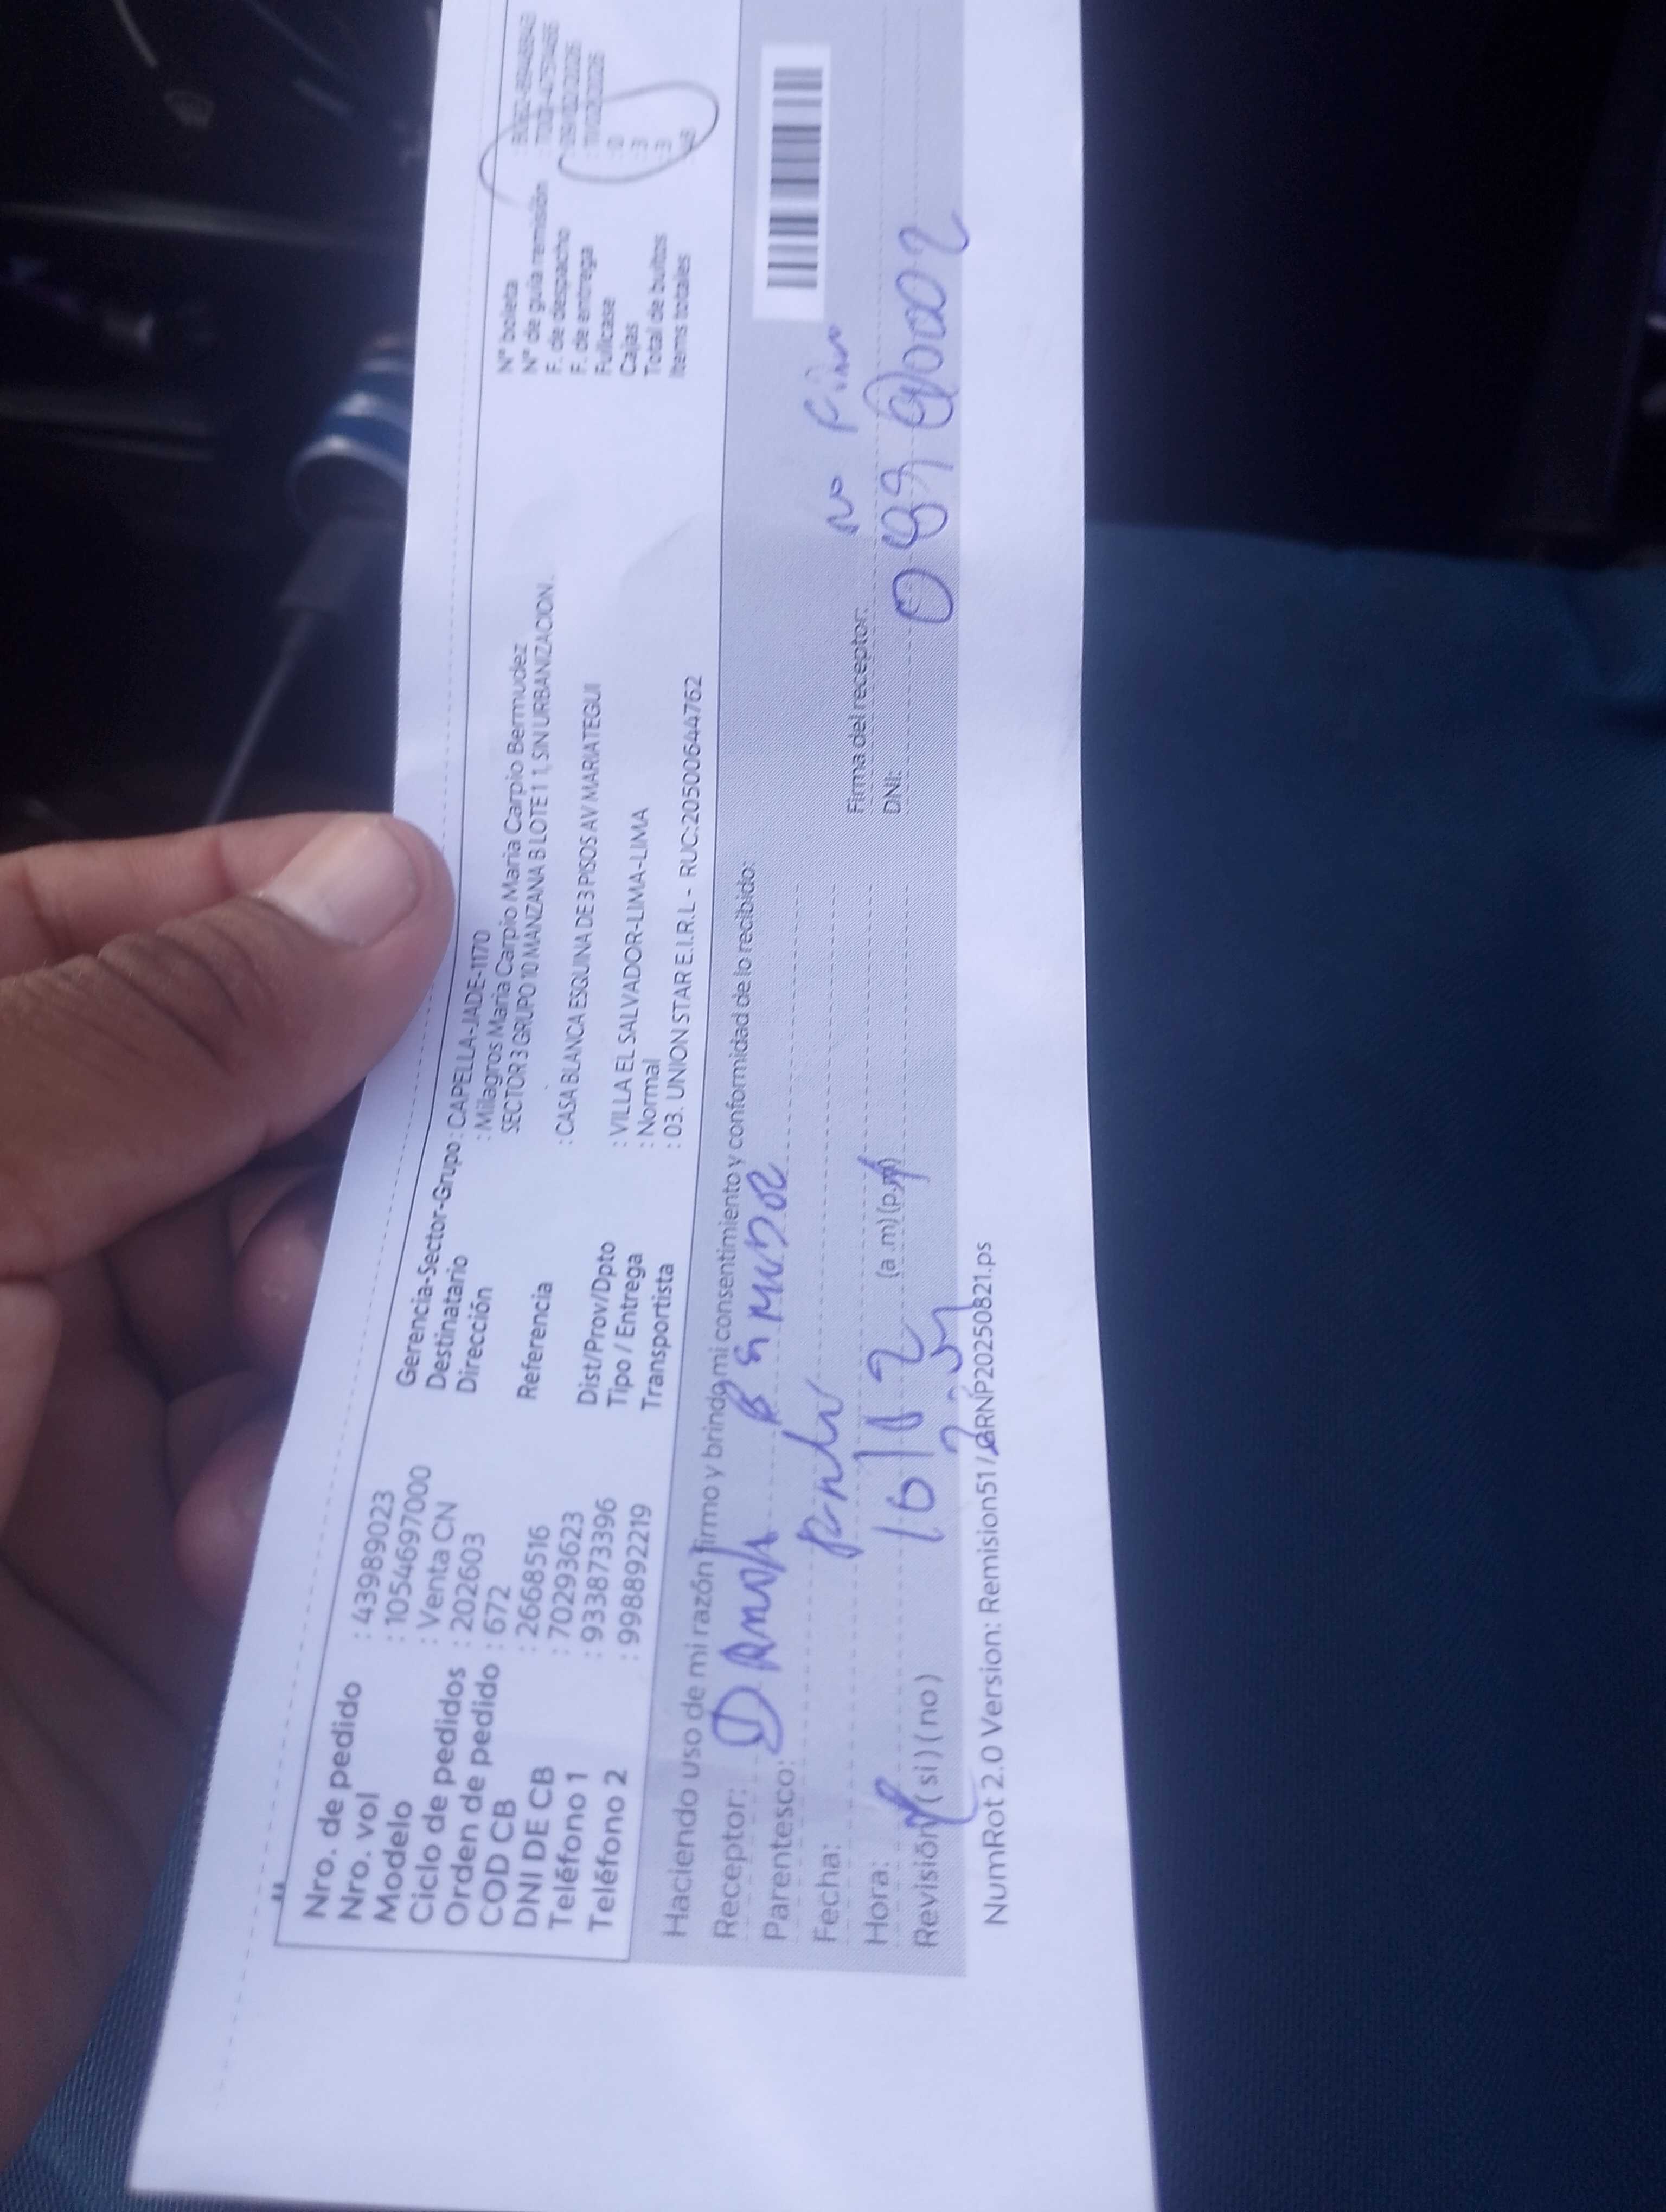 Nro. de pedido : 439989023
Nro. vol : 1054697000
Modelo : Venta CN
Ciclo de pedidos : 202603
Orden de pedido : 672
COD CB : 26668516
DNI DE CB : 70293623
Teléfono 1 : 933873396
Teléfono 2 : 998892219
Gerencia-Sector-Grupo : CAPELLA-JADE-1170
Destinatario : Milagros Maria Carpio Maria Carpio Bermudez
Dirección SECTOR 3 GRUPO 10 MANZANA B LOTE 1 1, SIN URBANIZACION.
Referencia : CASA BLANCA ESQUINA DE 3 PISOS AV MARIATEGUI
Dist/Prov/Dpto : VILLA EL SALVADOR-LIMA-LIMA
Tipo / Entrega : Normal
Transportista : 03. UNION STAR E.I.R.L - RUC:20500644762
N° boleta
N° de guía remisión
F. de despacho
F. de entrega
Fullcase : 0
Cajas : 3
Total de bultos : 3
Items totales
Haciendo uso de mi razón firmo y brindo mi consentimiento y conformidad de lo recibido:
Receptor:
Parentesco:
Fecha:
Hora: (a .m) (p.m)
Revisión (si) (no)
Firma del receptor:
DNI:
NumRot 2.0 Version: Remision51/GRNP20250821.ps